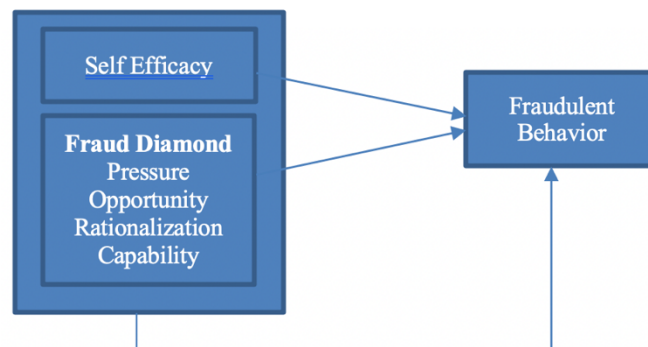 Self Efficacy
Fraud Diamond
Pressure
Opportunity
Rationalization
Capability
Fraudulent
Behavior